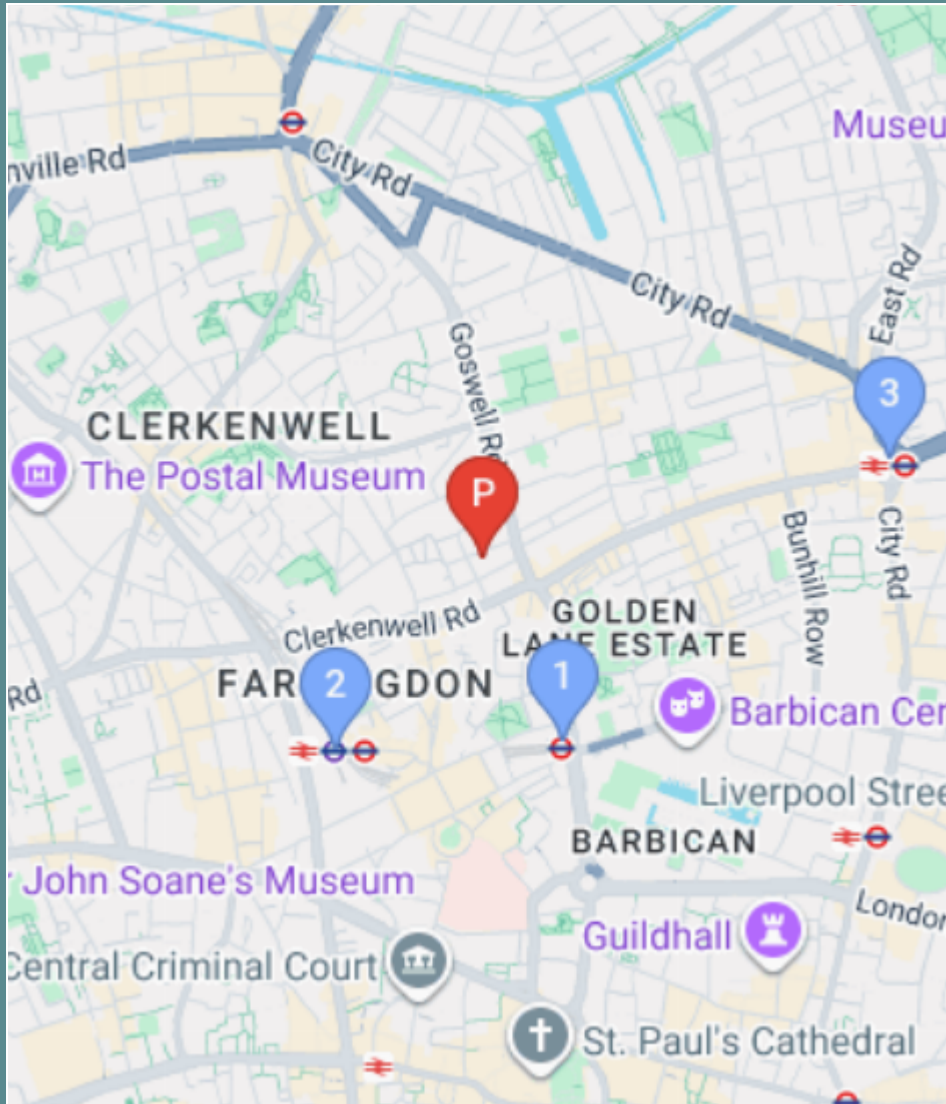 Museu
nville Rd
City Rd
City Rd
East Rd
Goswell Rd
3
CLERKENWELL
The Postal Museum
P
City Rd
Bunhill Row
Clerkenwell Rd
GOLDEN
LANE ESTATE
Rd
FAR GDON
2
1
Barbican Cen
Liverpool Stree
BARBICAN
John Soane's Museum
London
Guildhall
Central Criminal Court
St. Paul's Cathedral